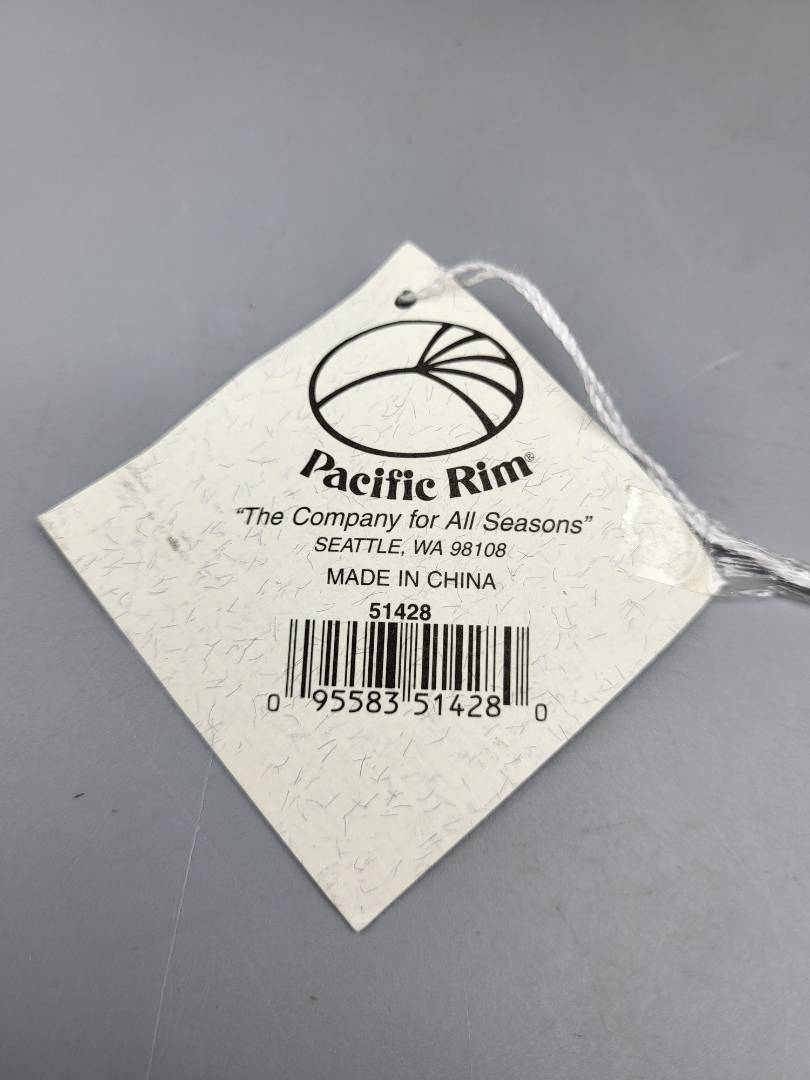 Pacific Rim®
"The Company for All Seasons"
SEATTLE, WA 98108
MADE IN CHINA
51428
0 95583 51428 0